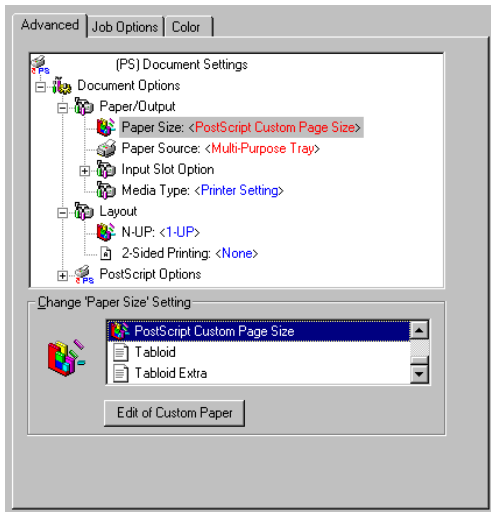 Advanced Job Options Color
PS (PS) Document Settings
Document Options
Paper/Output
Paper Size: <PostScript Custom Page Size>
Paper Source: <Multi-Purpose Tray>
Input Slot Option
Media Type: <Printer Setting>
Layout
N-UP: <1-UP>
2-Sided Printing: <None>
PS PostScript Options
Change 'Paper Size' Setting
PostScript Custom Page Size
Tabloid
Tabloid Extra
Edit of Custom Paper